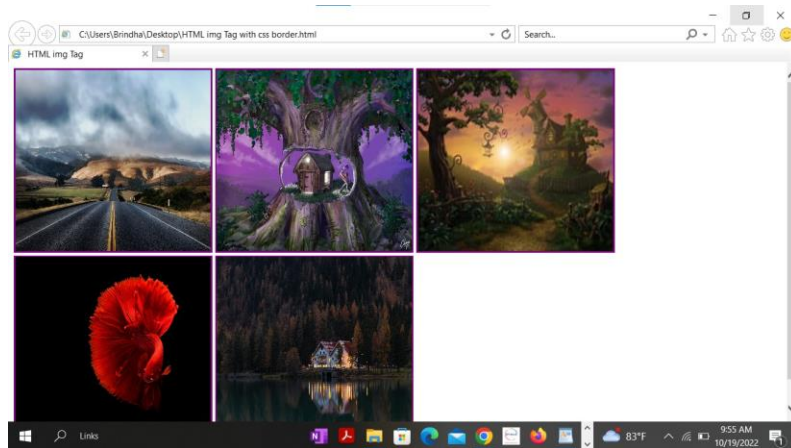 C:\Users\Brindha\Desktop\HTML img Tag with css border.html
Search...
HTML img Tag
Links
83°F
9:55 AM
10/19/2022